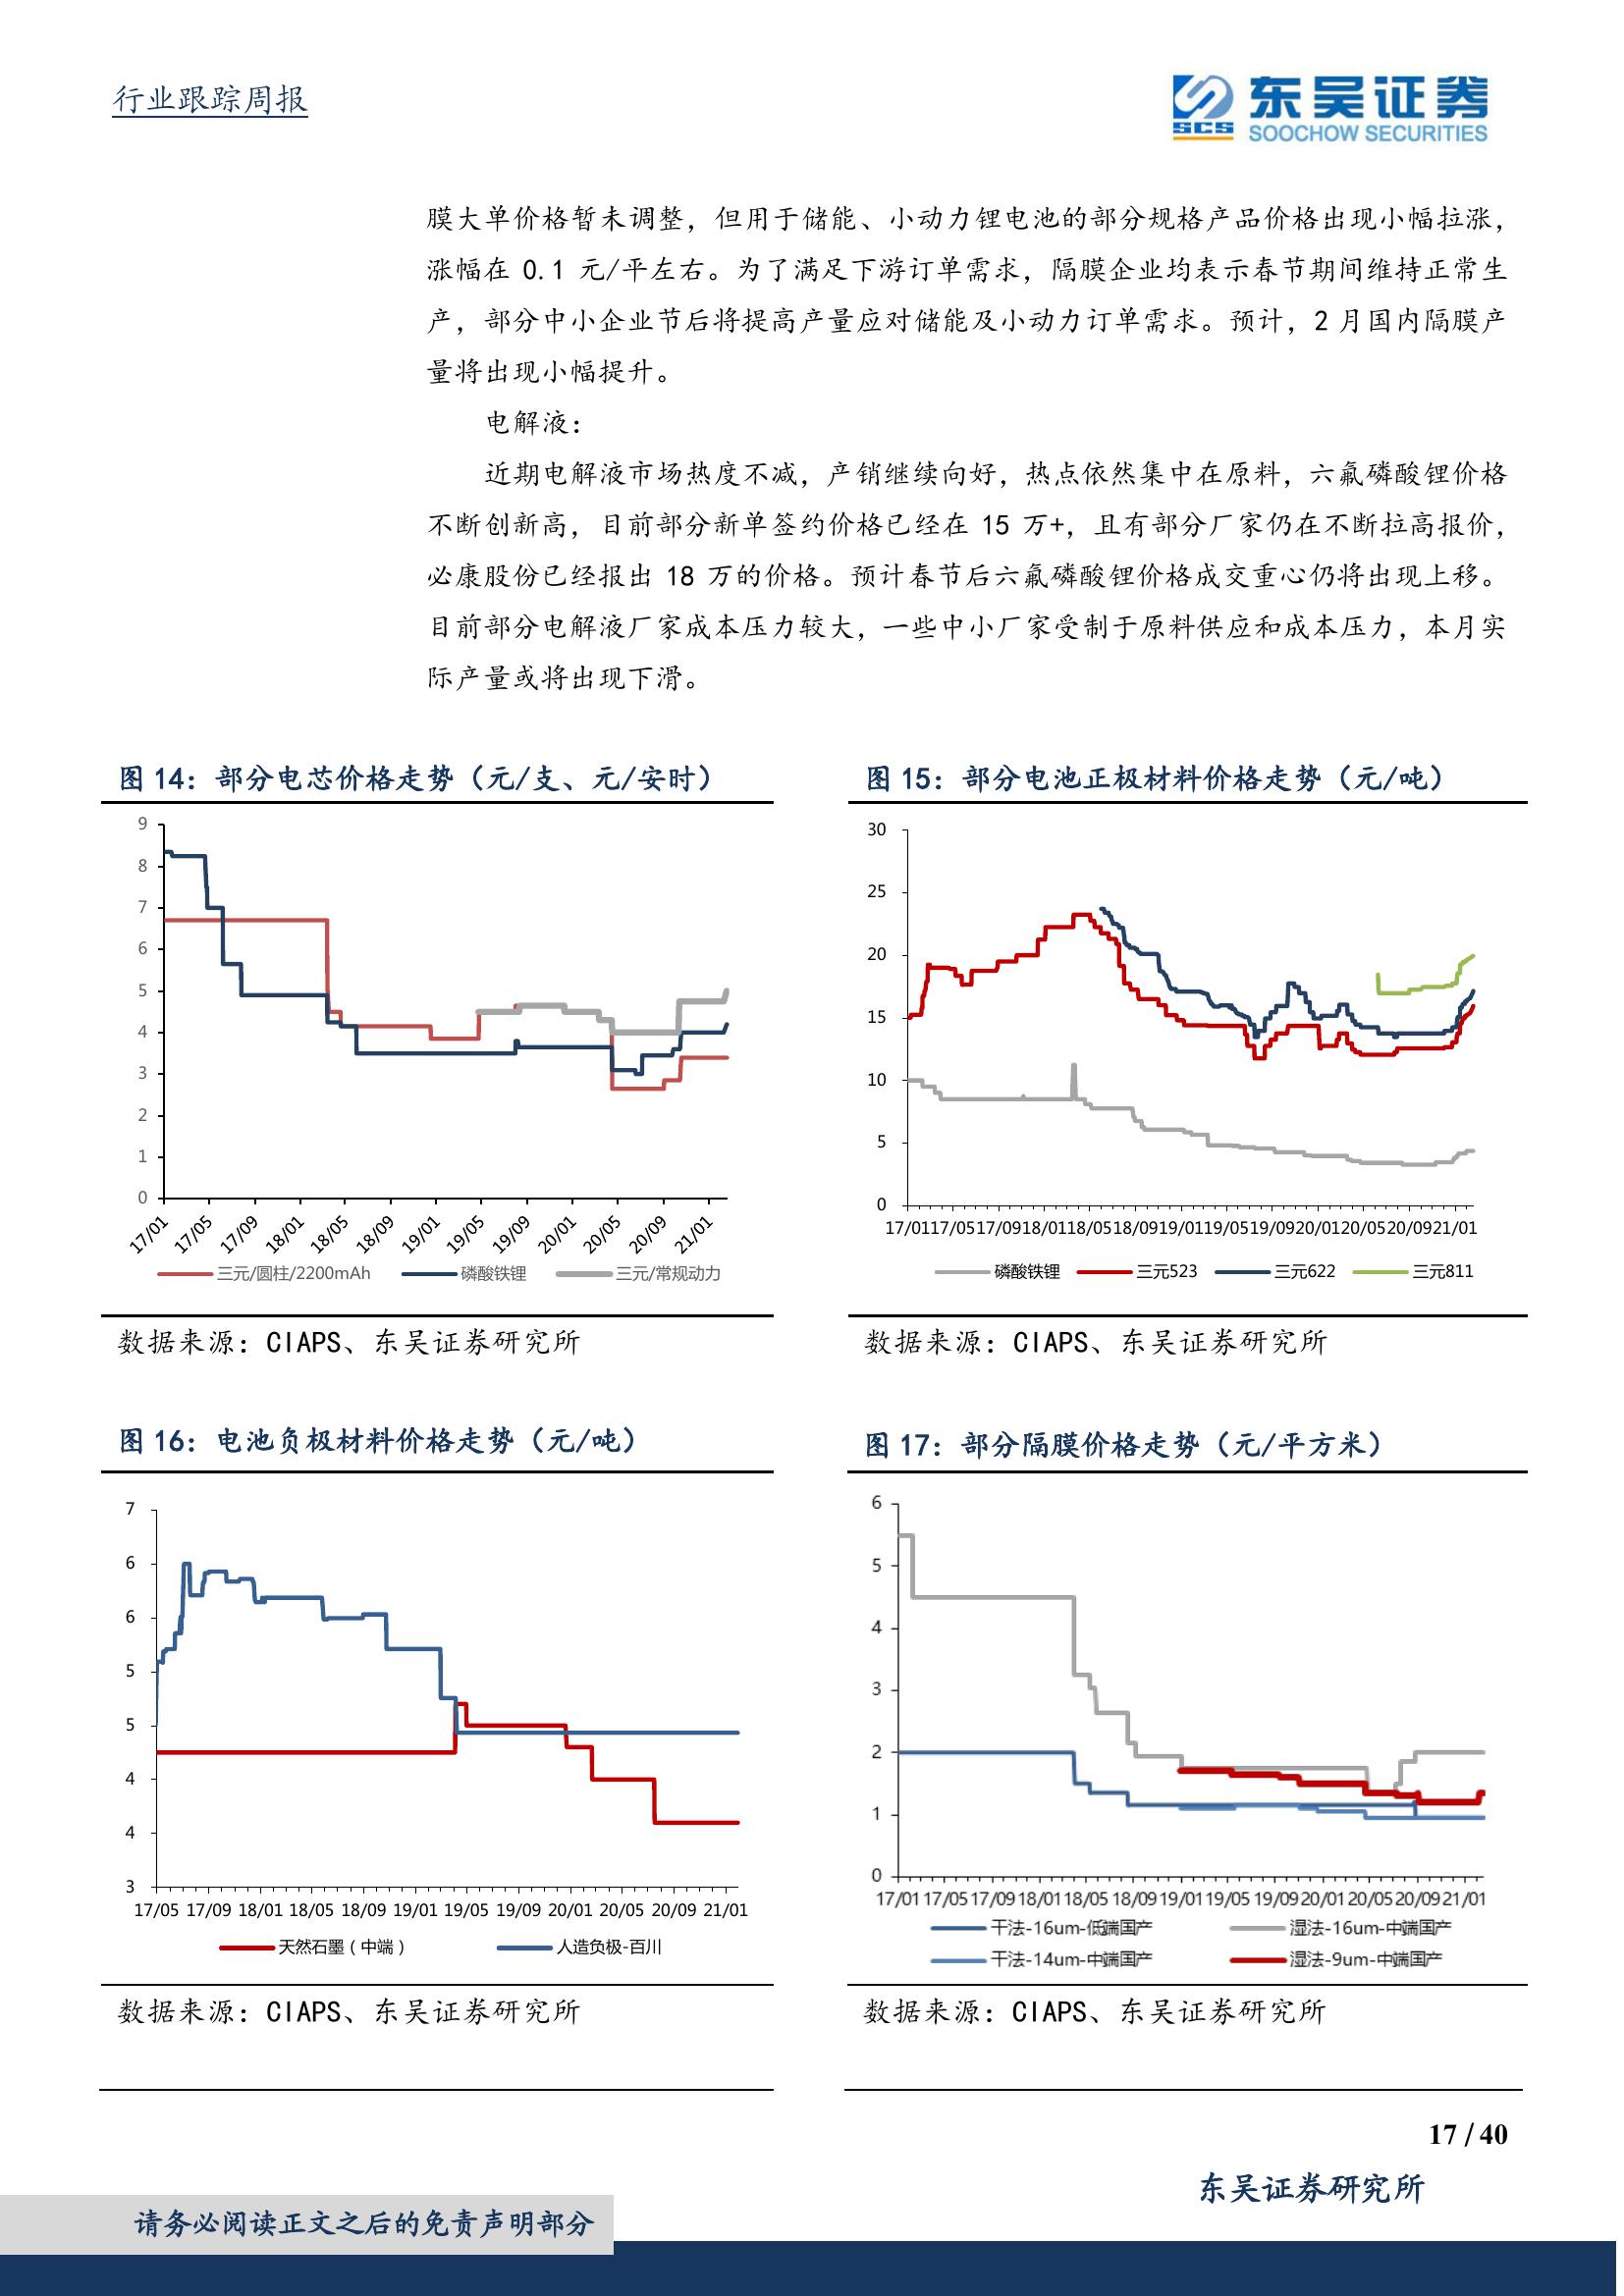 行业跟踪周报
SCS
东吴证券
SOOCHOW SECURITIES
膜大单价格暂未调整，但用于储能、小动力锂电池的部分规格产品价格出现小幅拉涨，
涨幅在 0.1 元/平左右。为了满足下游订单需求，隔膜企业均表示春节期间维持正常生
产，部分中小企业节后将提高产量应对储能及小动力订单需求。预计，2 月国内隔膜产
量将出现小幅提升。
电解液：
近期电解液市场热度不减，产销继续向好，热点依然集中在原料，六氟磷酸锂价格
不断创新高，目前部分新单签约价格已经在 15 万+，且有部分厂家仍在不断拉高报价，
必康股份已经报出 18 万的价格。预计春节后六氟磷酸锂价格成交重心仍将出现上移。
目前部分电解液厂家成本压力较大，一些中小厂家受制于原料供应和成本压力，本月实
际产量或将出现下滑。
图 14：部分电芯价格走势（元/支、元/安时）
9
8
7
6
5
4
3
2
1
0
17/01 17/05 17/09 18/01 18/05 18/09 19/01 19/05 19/09 20/01 20/05 20/09 21/01
三元/圆柱/2200mAh 磷酸铁锂 三元/常规动力
数据来源：CIAPS、东吴证券研究所
图 15：部分电池正极材料价格走势（元/吨）
30
25
20
15
10
5
0
17/01 17/05 17/09 18/01 18/05 18/09 19/01 19/05 19/09 20/01 20/05 20/09 21/01
磷酸铁锂 三元523 三元622 三元811
数据来源：CIAPS、东吴证券研究所
图 16：电池负极材料价格走势（元/吨）
7
6
6
5
5
4
4
3
17/05 17/09 18/01 18/05 18/09 19/01 19/05 19/09 20/01 20/05 20/09 21/01
天然石墨（中端） 人造负极-百川
数据来源：CIAPS、东吴证券研究所
图 17：部分隔膜价格走势（元/平方米）
6
5
4
3
2
1
0
17/01 17/05 17/09 18/01 18/05 18/09 19/01 19/05 19/09 20/01 20/05 20/09 21/01
干法-16um-低端国产 湿法-16um-中端国产
干法-14um-中端国产 湿法-9um-中端国产
数据来源：CIAPS、东吴证券研究所
17 / 40
东吴证券研究所
请务必阅读正文之后的免责声明部分